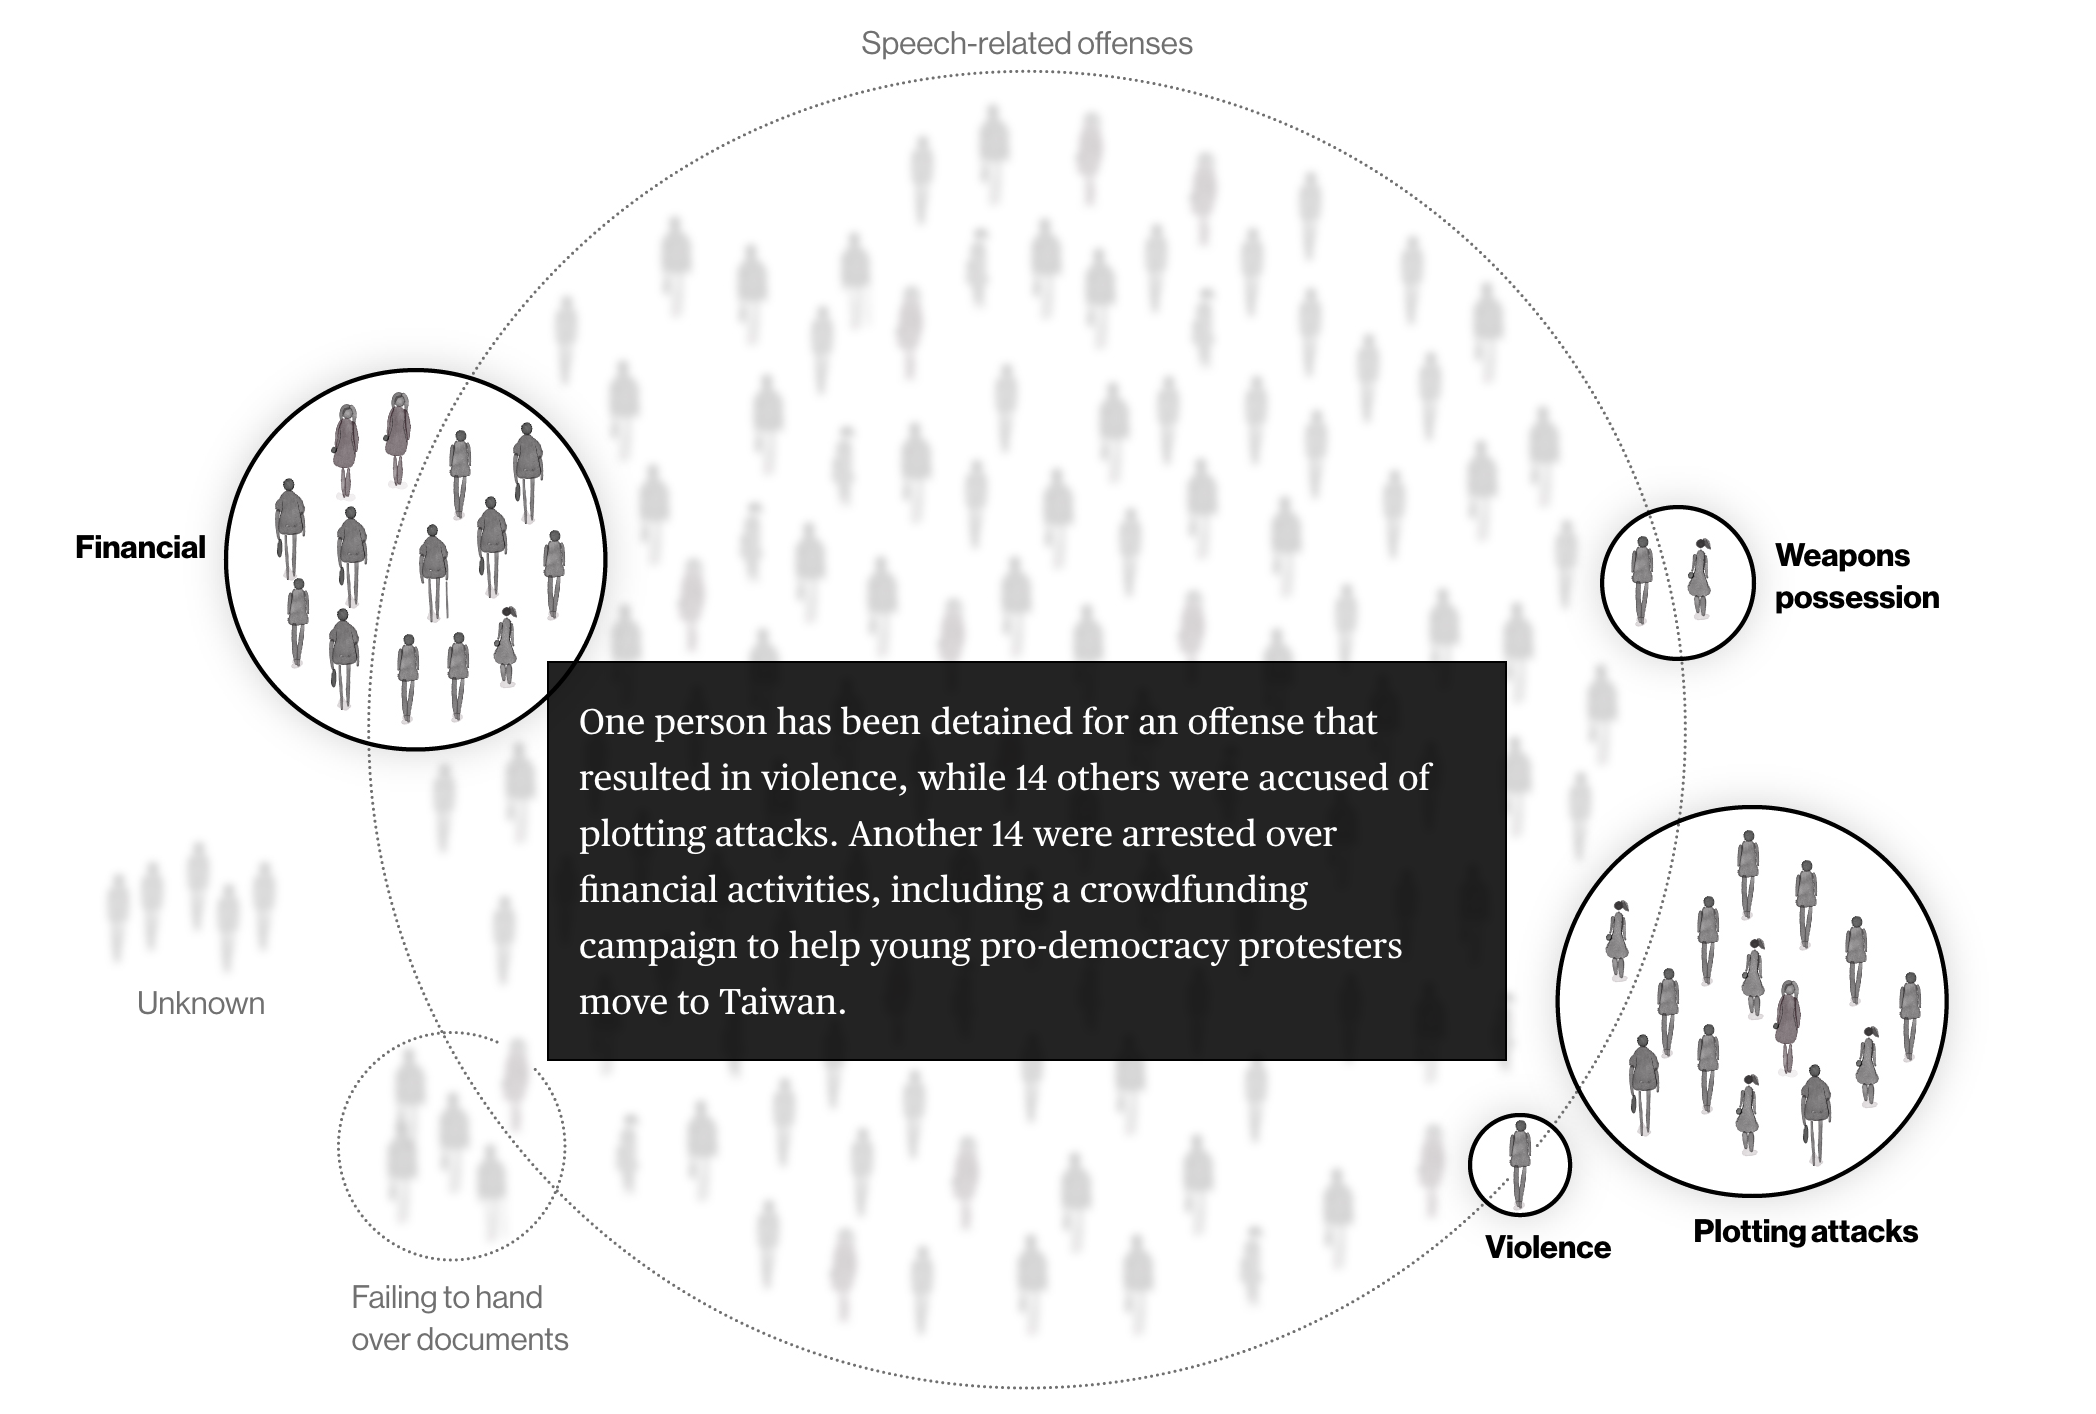 Speech-related offenses
Financial
Weapons
possession
One person has been detained for an offense that
resulted in violence, while 14 others were accused of
plotting attacks. Another 14 were arrested over
financial activities, including a crowdfunding
campaign to help young pro-democracy protesters
move to Taiwan.
Unknown
Plotting attacks
Violence
Failing to hand
over documents